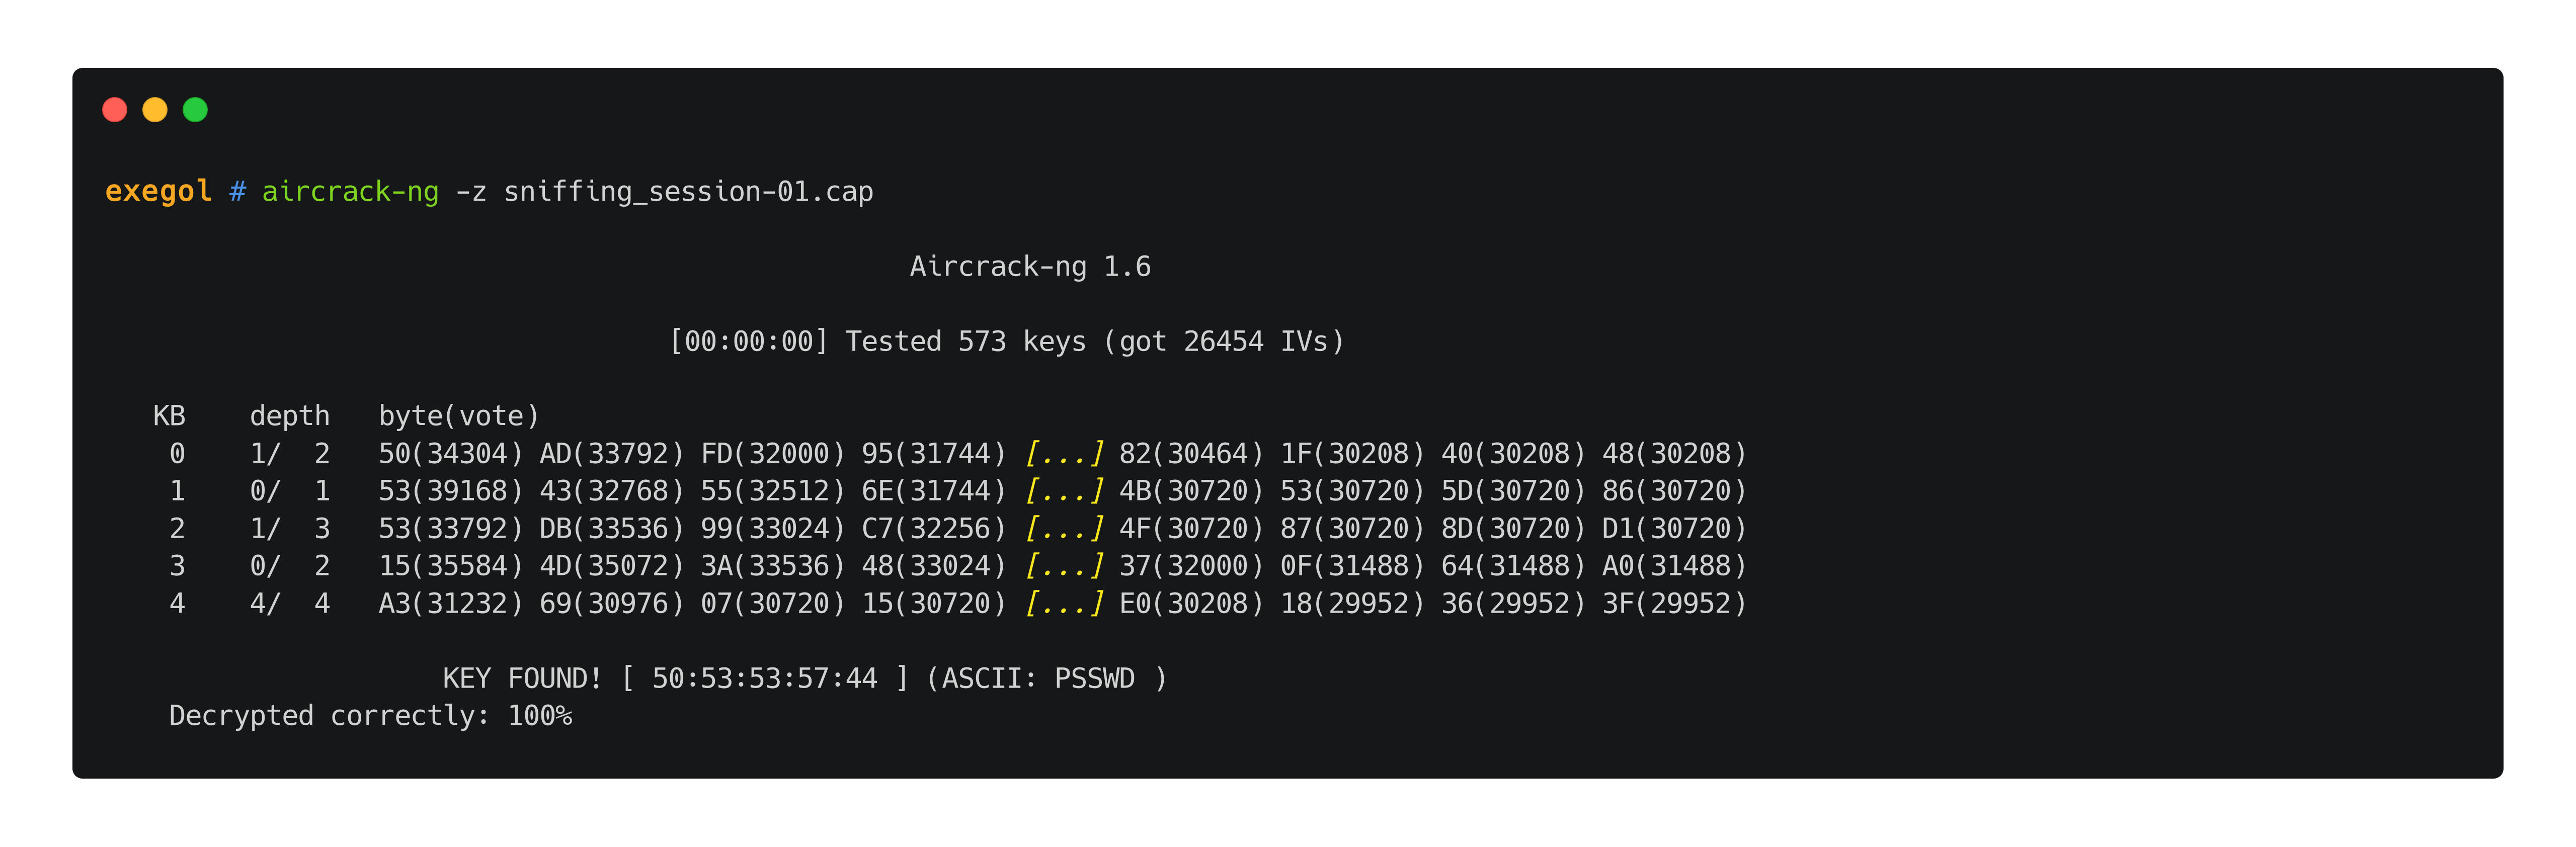 exegol # aircrack-ng -z sniffing_session-01.cap
Aircrack-ng 1.6
[00:00:00] Tested 573 keys (got 26454 IVs)
KB depth byte(vote)
0 1/ 2 50(34304) AD(33792) FD(32000) 95(31744) [...] 82(30464) 1F(30208) 40(30208) 48(30208)
1 0/ 1 53(39168) 43(32768) 55(32512) 6E(31744) [...] 4B(30720) 53(30720) 5D(30720) 86(30720)
2 1/ 3 53(33792) DB(33536) 99(33024) C7(32256) [...] 4F(30720) 87(30720) 8D(30720) D1(30720)
3 0/ 2 15(35584) 4D(35072) 3A(33536) 48(33024) [...] 37(32000) 0F(31488) 64(31488) A0(31488)
4 4/ 4 A3(31232) 69(30976) 07(30720) 15(30720) [...] E0(30208) 18(29952) 36(29952) 3F(29952)
KEY FOUND! [ 50:53:53:57:44 ] (ASCII: PSSWD )
Decrypted correctly: 100%